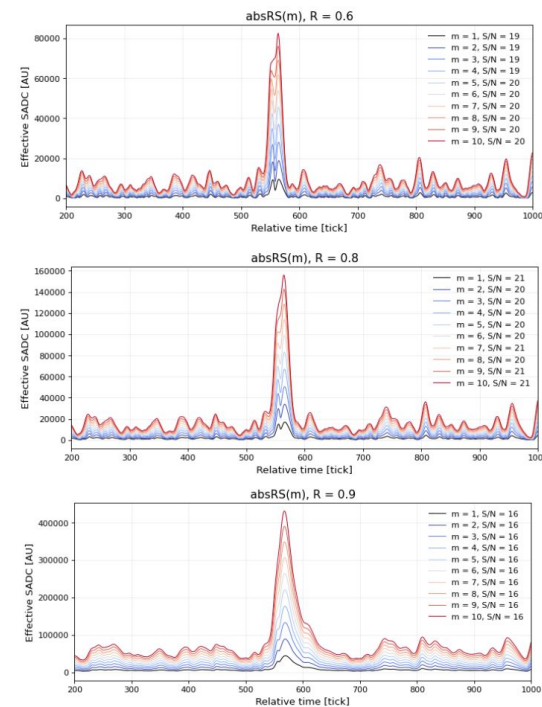 absRS(m), R = 0.6
Effective SADC [AU]
80000
60000
40000
20000
0
m = 1, S/N = 19
m = 2, S/N = 19
m = 3, S/N = 19
m = 4, S/N = 19
m = 5, S/N = 20
m = 6, S/N = 20
m = 7, S/N = 20
m = 8, S/N = 20
m = 9, S/N = 20
m = 10, S/N = 20
200 300 400 500 600 700 800 900 1000
Relative time [tick]
absRS(m), R = 0.8
Effective SADC [AU]
160000
140000
120000
100000
80000
60000
40000
20000
0
m = 1, S/N = 21
m = 2, S/N = 20
m = 3, S/N = 20
m = 4, S/N = 20
m = 5, S/N = 20
m = 6, S/N = 20
m = 7, S/N = 21
m = 8, S/N = 20
m = 9, S/N = 21
m = 10, S/N = 21
200 300 400 500 600 700 800 900 1000
Relative time [tick]
absRS(m), R = 0.9
Effective SADC [AU]
400000
300000
200000
100000
0
m = 1, S/N = 16
m = 2, S/N = 16
m = 3, S/N = 16
m = 4, S/N = 16
m = 5, S/N = 16
m = 6, S/N = 16
m = 7, S/N = 16
m = 8, S/N = 16
m = 9, S/N = 16
m = 10, S/N = 16
200 300 400 500 600 700 800 900 1000
Relative time [tick]